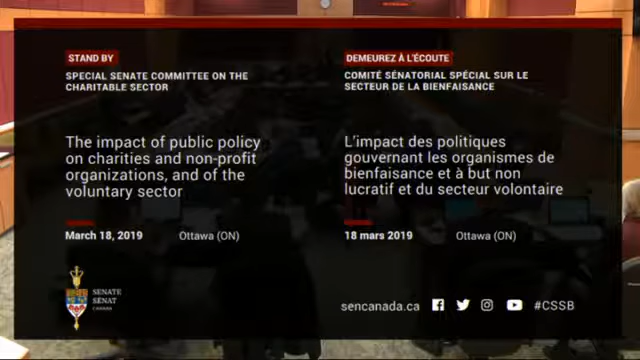 STAND BY
SPECIAL SENATE COMMITTEE ON THE
CHARITABLE SECTOR
The impact of public policy
on charities and non-profit
organizations, and of the
voluntary sector
March 18, 2019 Ottawa (ON)
DEMEUREZ À L'ÉCOUTE
COMITÉ SÉNATORIAL SPÉCIAL SUR LE
SECTEUR DE LA BIENFAISANCE
L'impact des politiques
gouvernant les organismes de
bienfaisance et à but non
lucratif et du secteur volontaire
18 mars 2019 Ottawa (ON)
SENATE
SÉNAT
CANADA
sencanada.ca #CSSB